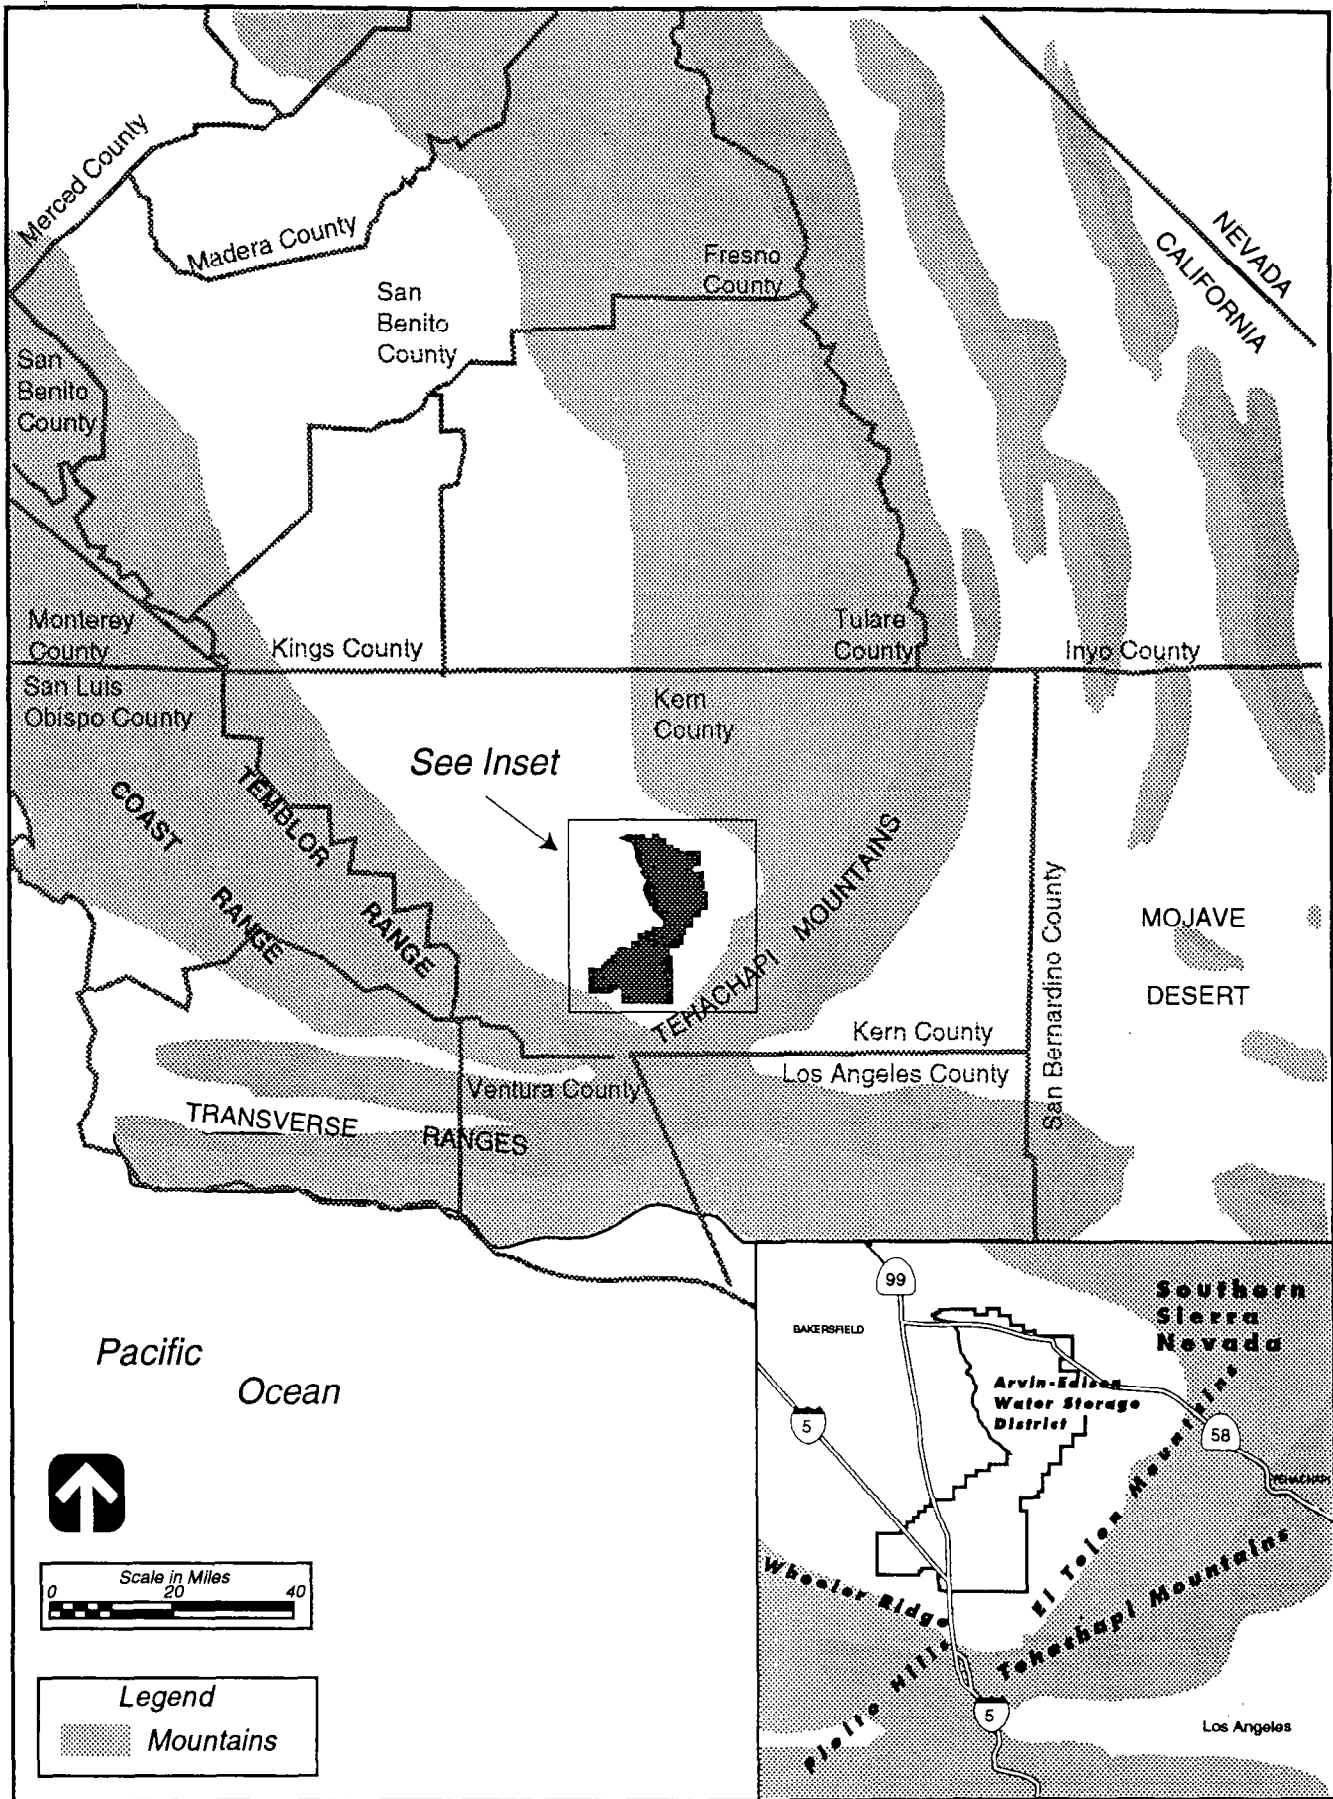 Merced County
Madera County
NEVADA
CALIFORNIA
Fresno
County
San
Benito
County
San
Benito
County
Monterey
County
Kings County
Tulare
County
Inyo County
San Luis
Obispo County
Kern
County
See Inset
COAST
RANGE
TEMBLOR
RANGE
TEHACHAPI MOUNTAINS
San Bernardino County
MOJAVE
DESERT
Kern County
Los Angeles County
Ventura County
TRANSVERSE RANGES
Pacific
Ocean
Scale in Miles
0 20 40
Legend
Mountains
99
BAKERSFIELD
Southern
Sierra
Nevada
Arvin-Edison
Water Storage
District
5
58
TEHACHAPI
El Tejon Mountains
Wheeler Ridge
Tehachapi Mountains
Pleito Hills
5
Los Angeles